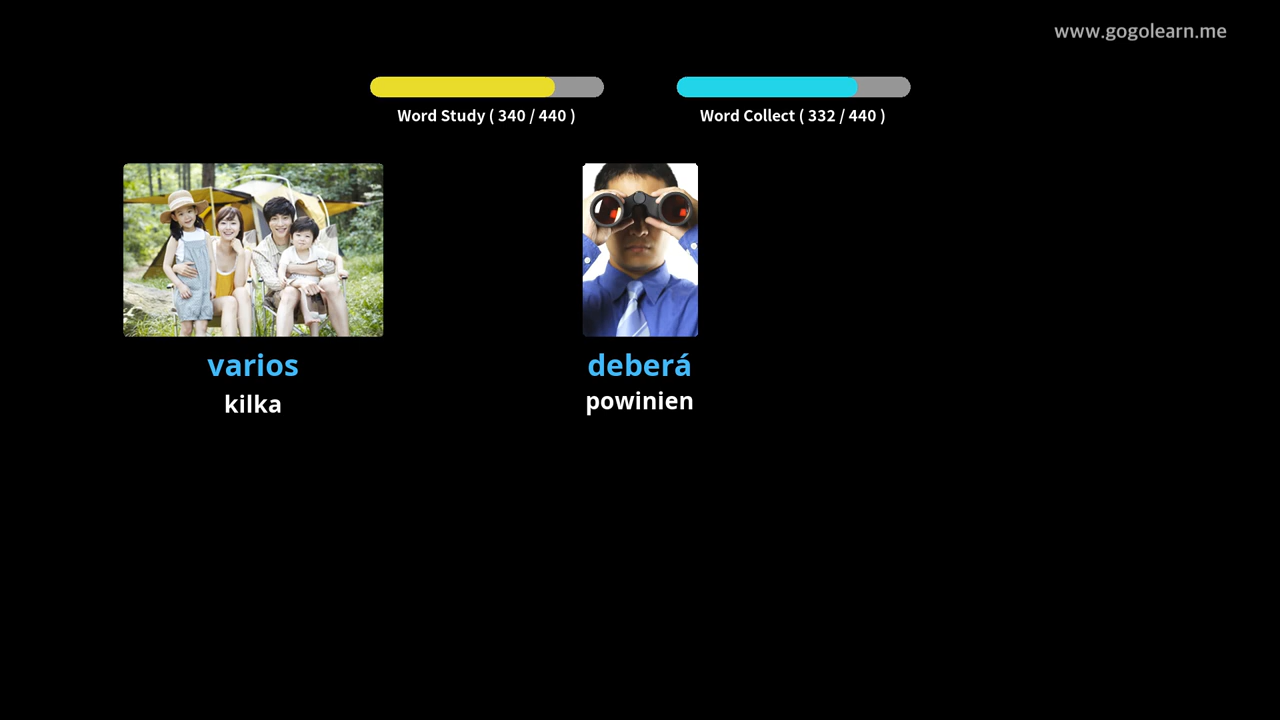 www.gogolearn.me
Word Study ( 340 / 440 )
Word Collect ( 332 / 440 )
varios
kilka
deberá
powinien